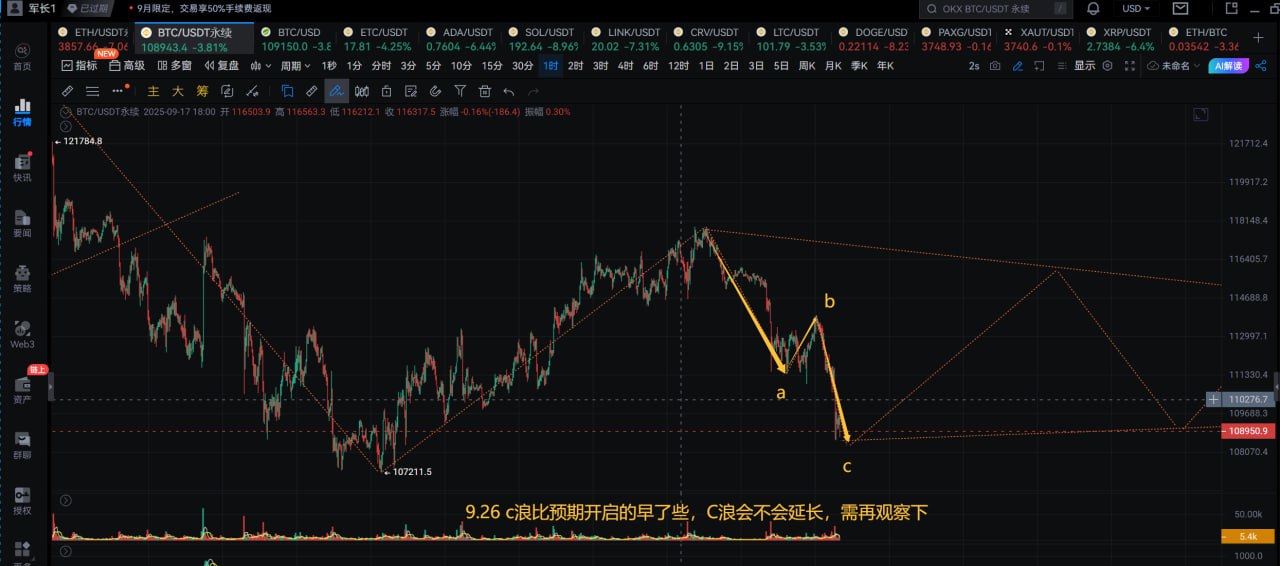 军长1 已过期 9月限定，交易享50%手续费返现 OKX BTC/USDT 永续 / USD
ETH/USDT BTC/USDT永续 BTC/USD ETC/USDT ADA/USDT SOL/USDT LINK/USDT CRV/USDT LTC/USDT DOGE/USD PAXG/USD XAUT/USDT XRP/USDT ETH/BTC
3857.66 -7.06 108943.4 -3.81% 109150.0 -3.8 17.81 -4.25% 0.7604 -6.44% 192.64 -8.96% 20.02 -7.31% 0.6305 -9.15% 101.79 -3.53% 0.22114 -8.23 3748.93 -0.16 3740.6 -0.1% 2.7384 -6.4% 0.03542 -3.36
NEW
首页
指标 高级 多窗 复盘 周期 1秒 1分 分时 3分 5分 10分 15分 30分 1时 2时 3时 4时 6时 12时 1日 2日 3日 5日 周K 月K 季K 年K 2s 显示 未命名 AI解读
主 大 筹
行情
BTC/USDT永续 2025-09-17 18:00 开 116503.9 高 116563.3 低 116212.1 收 116317.5 涨幅 -0.16%(-186.4) 振幅 0.30%
121784.8
121712.4
快讯
119917.2
要闻
118148.4
116405.7
策略
114688.8
b
Web3
112997.1
链上
111330.4
a
资产
110276.7
109688.3
108950.9
群聊
108070.4
c
107211.5
授权
9.26 c浪比预期开启的早了些，C浪会不会延长，需再观察下
50.00k
5.4k
1000.0